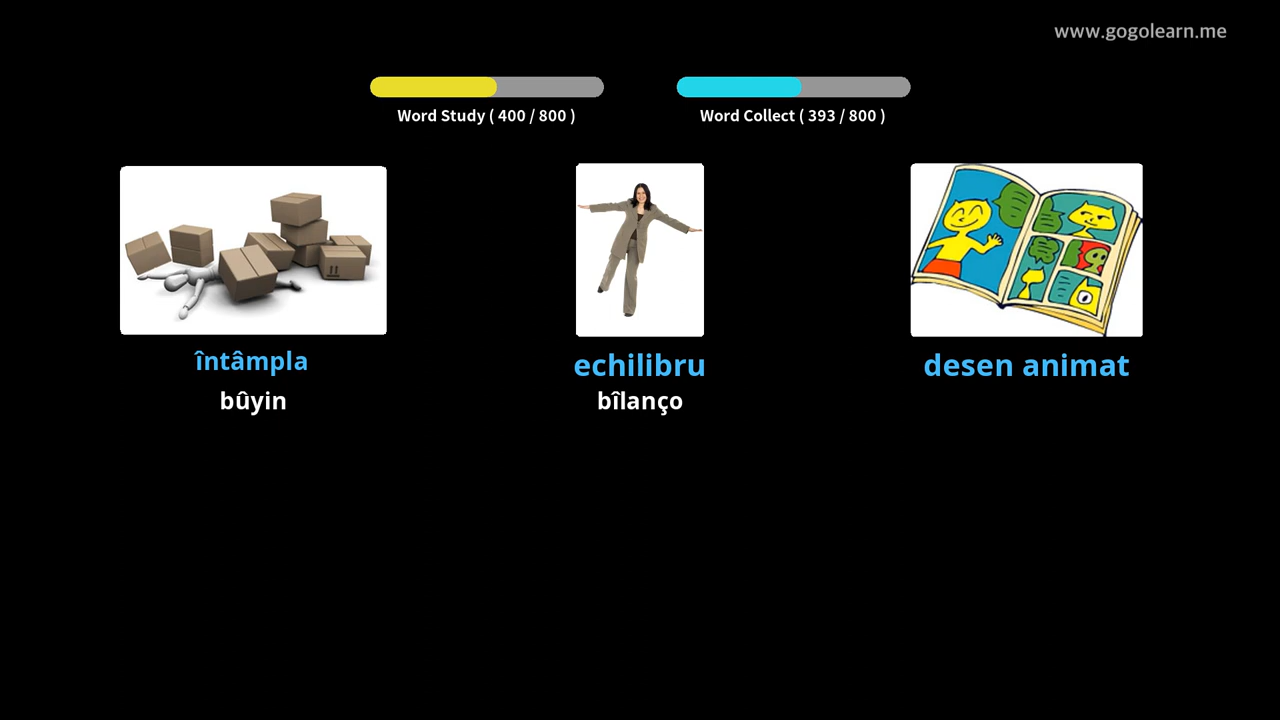 www.gogolearn.me
Word Study ( 400 / 800 )
Word Collect ( 393 / 800 )
întâmpla
bûyin
echilibru
bîlanço
desen animat